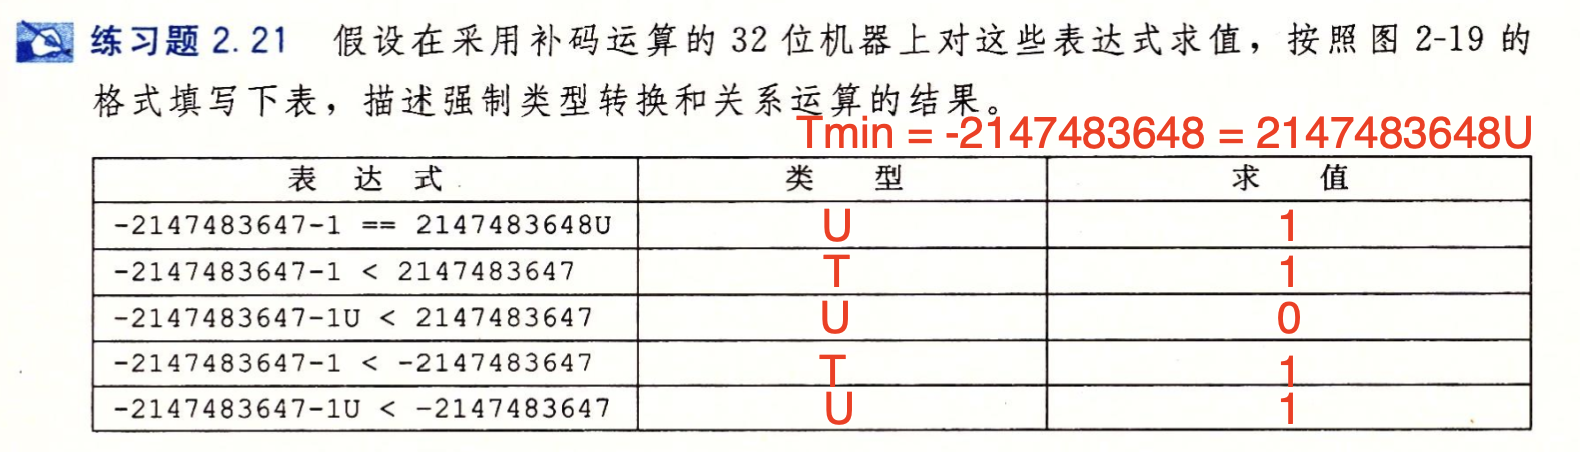 练习题 2.21 假设在采用补码运算的 32 位机器上对这些表达式求值，按照图 2-19 的
格式填写下表，描述强制类型转换和关系运算的结果。
Tmin = -2147483648 = 2147483648U
表 达 式 类 型 求 值
-2147483647-1 == 2147483648U U 1
-2147483647-1 < 2147483647 T 1
-2147483647-1U < 2147483647 U 0
-2147483647-1 < -2147483647 T 1
-2147483647-1U < -2147483647 U 1